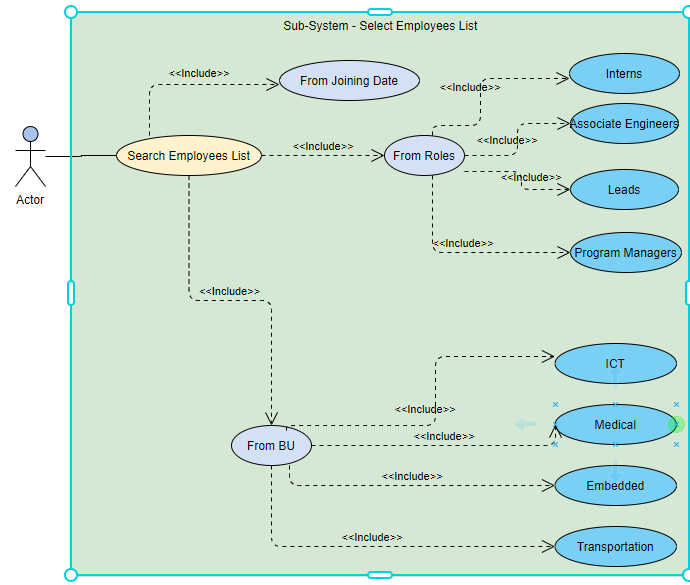 Sub-System - Select Employees List
<<Include>>
From Joining Date
<<Include>>
Interns
Associate Engineers
<<Include>>
Search Employees List
<<Include>>
From Roles
<<Include>>
Leads
Actor
<<Include>>
Program Managers
<<Include>>
ICT
<<Include>>
Medical
<<Include>>
From BU
<<Include>>
Embedded
<<Include>>
Transportation